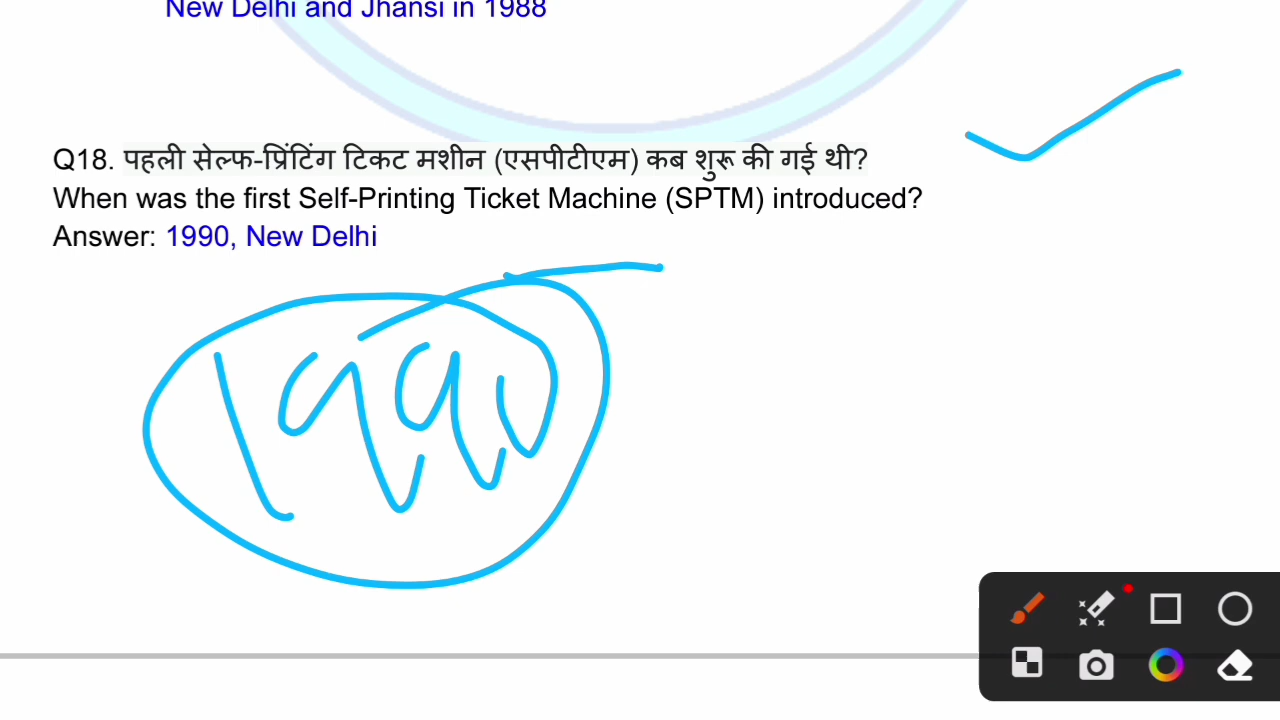 New Delhi and Jhansi in 1988
Q18. पहली सेल्फ-प्रिंटिंग टिकट मशीन (एसपीटीएम) कब शुरू की गई थी?
When was the first Self-Printing Ticket Machine (SPTM) introduced?
Answer: 1990, New Delhi
1990